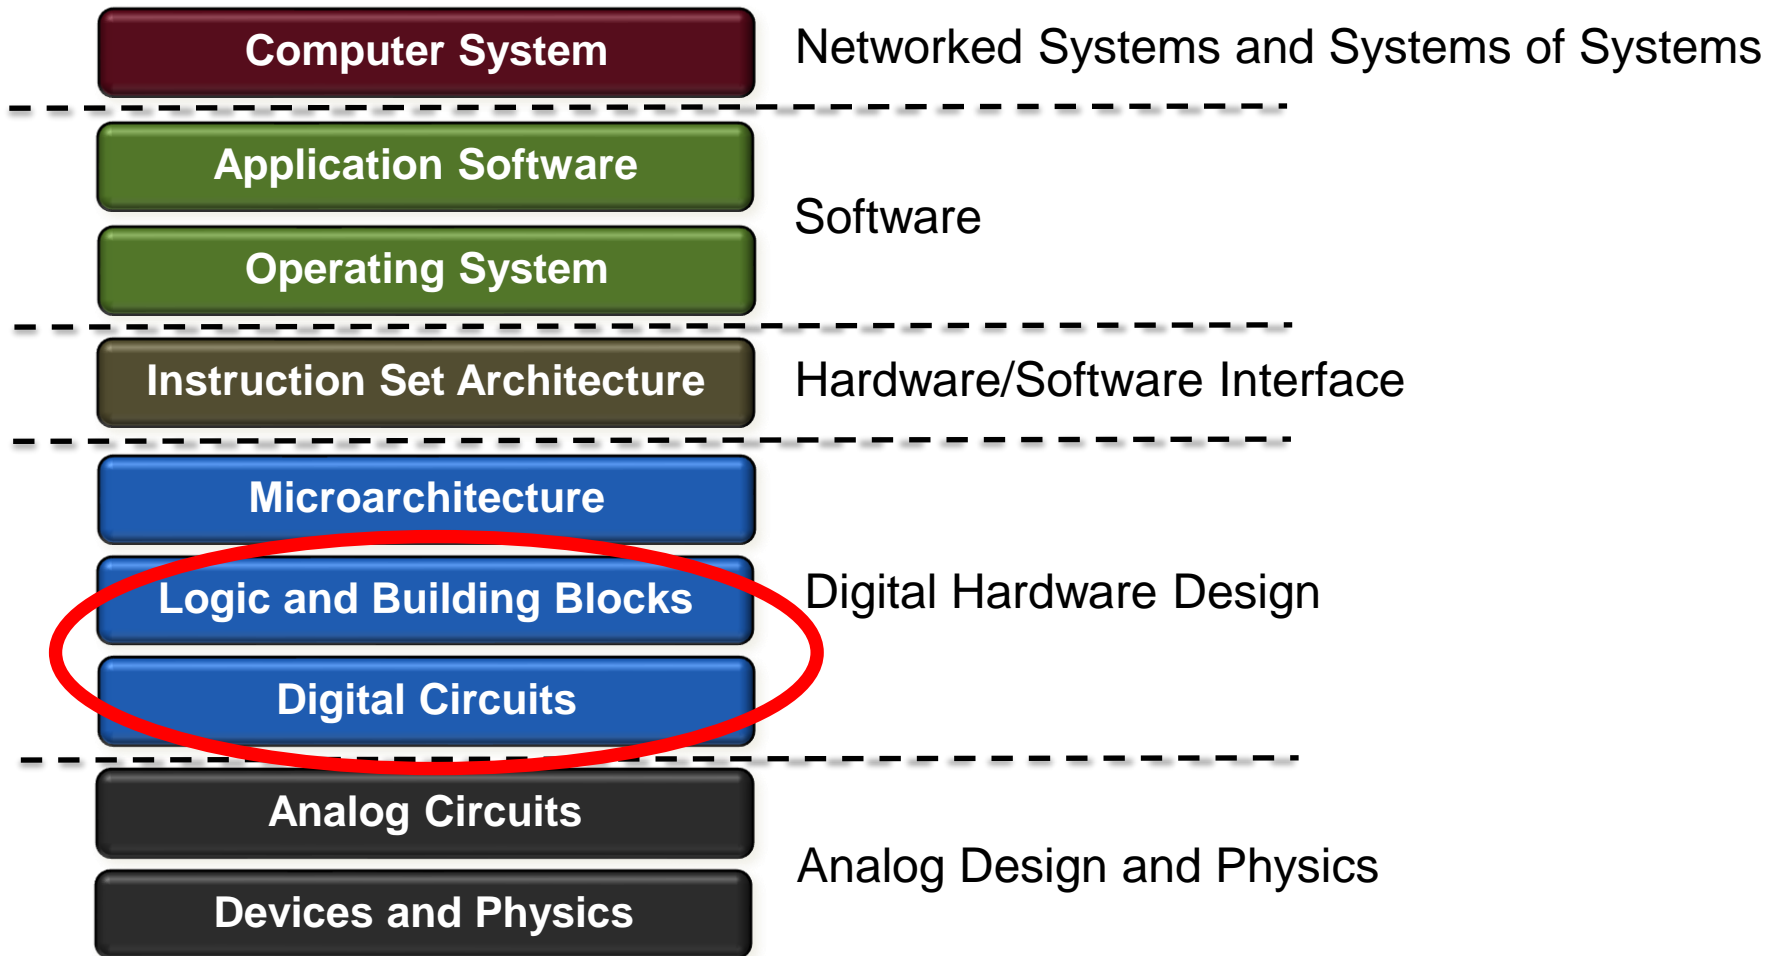 Computer System
Networked Systems and Systems of Systems
Application Software
Software
Operating System
Instruction Set Architecture
Hardware/Software Interface
Microarchitecture
Logic and Building Blocks
Digital Hardware Design
Digital Circuits
Analog Circuits
Analog Design and Physics
Devices and Physics